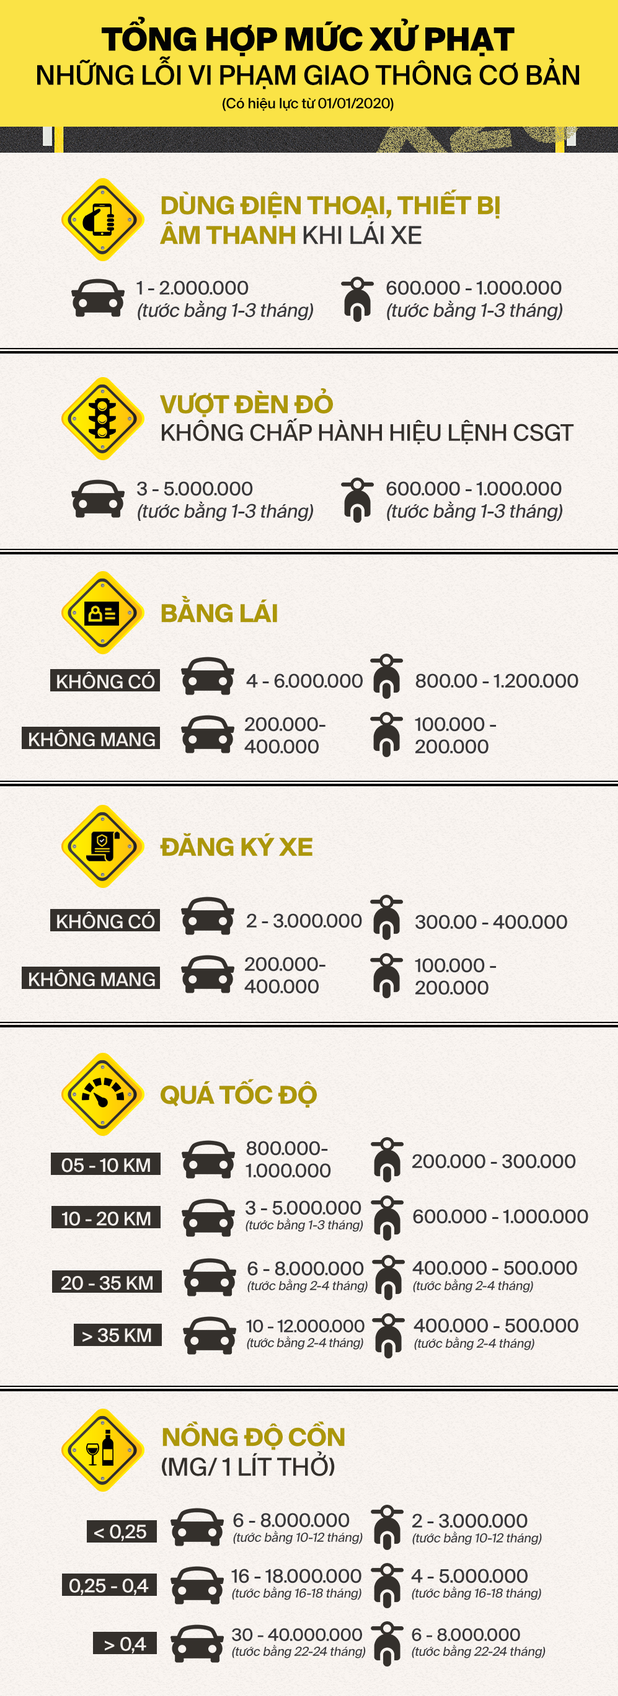 TỔNG HỢP MỨC XỬ PHẠT
NHỮNG LỖI VI PHẠM GIAO THÔNG CƠ BẢN
(Có hiệu lực từ 01/01/2020)
DÙNG ĐIỆN THOẠI, THIẾT BỊ
ÂM THANH KHI LÁI XE
1 - 2.000.000
(tước bằng 1-3 tháng)
600.000 - 1.000.000
(tước bằng 1-3 tháng)
VƯỢT ĐÈN ĐỎ
KHÔNG CHẤP HÀNH HIỆU LỆNH CSGT
3 - 5.000.000
(tước bằng 1-3 tháng)
600.000 - 1.000.000
(tước bằng 1-3 tháng)
BẰNG LÁI
KHÔNG CÓ
4 - 6.000.000
800.00 - 1.200.000
KHÔNG MANG
200.000-
400.000
100.000 -
200.000
ĐĂNG KÝ XE
KHÔNG CÓ
2 - 3.000.000
300.00 - 400.000
KHÔNG MANG
200.000-
400.000
100.000 -
200.000
QUÁ TỐC ĐỘ
05 - 10 KM
800.000-
1.000.000
200.000 - 300.000
10 - 20 KM
3 - 5.000.000
(tước bằng 1-3 tháng)
600.000 - 1.000.000
20 - 35 KM
6 - 8.000.000
(tước bằng 2-4 tháng)
400.000 - 500.000
(tước bằng 2-4 tháng)
> 35 KM
10 - 12.000.000
(tước bằng 2-4 tháng)
400.000 - 500.000
(tước bằng 2-4 tháng)
NỒNG ĐỘ CỒN
(MG/ 1 LÍT THỞ)
< 0,25
6 - 8.000.000
(tước bằng 10-12 tháng)
2 - 3.000.000
(tước bằng 10-12 tháng)
0,25 - 0,4
16 - 18.000.000
(tước bằng 16-18 tháng)
4 - 5.000.000
(tước bằng 16-18 tháng)
> 0,4
30 - 40.000.000
(tước bằng 22-24 tháng)
6 - 8.000.000
(tước bằng 22-24 tháng)